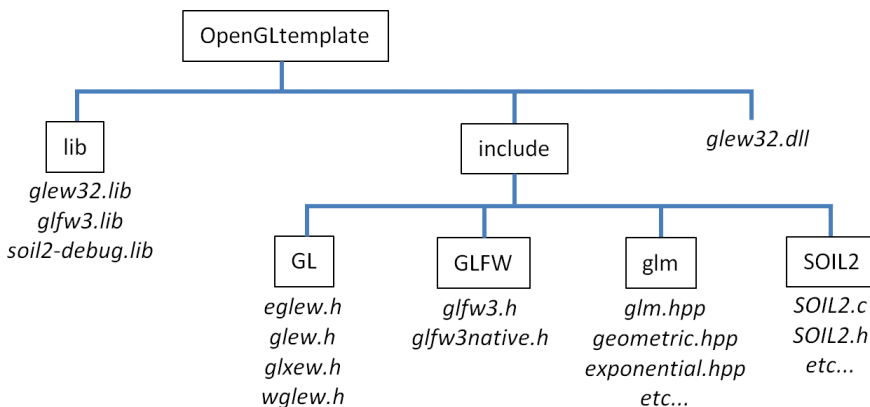 OpenGLtemplate
lib
include
glew32.dll
glew32.lib
glfw3.lib
soil2-debug.lib
GL
GLFW
glm
SOIL2
eglew.h
glew.h
glxew.h
wglew.h
glfw3.h
glfw3native.h
glm.hpp
geometric.hpp
exponential.hpp
etc...
SOIL2.c
SOIL2.h
etc...